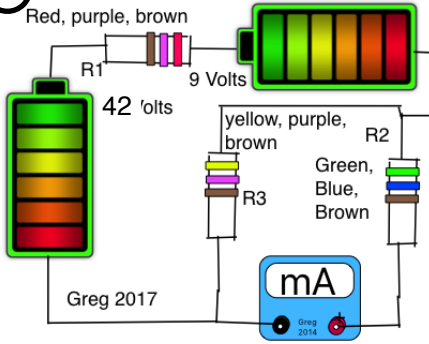 Red, purple, brown
R1
9 Volts
42 Volts
yellow, purple,
brown
R2
Green,
Blue,
Brown
R3
mA
Greg 2017
Greg
2014